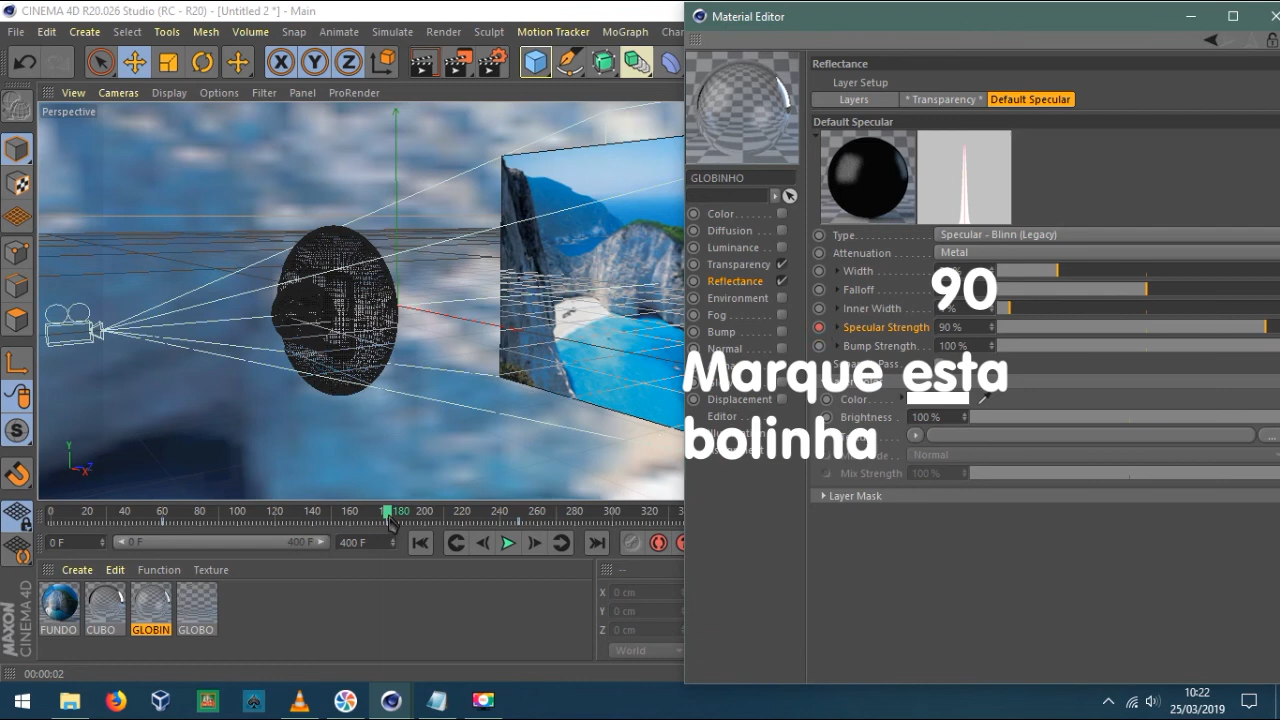 CINEMA 4D R20.026 Studio (RC - R20) - [Untitled 2 *] - Main
File Edit Create Select Tools Mesh Volume Snap Animate Simulate Render Sculpt Motion Tracker MoGraph Char
View Cameras Display Options Filter Panel ProRender
Perspective
Y
Z
X
0 20 40 60 80 100 120 140 160 180 200 220 240 260 280 300 320
0 F 0 F 400 F 400 F
Create Edit Function Texture
FUNDO CUBO GLOBIN GLOBO
--
X 0 cm
Y 0 cm
Z 0 cm
World
MAXON
CINEMA 4D
00:00:02
Material Editor
GLOBINHO
Color
Diffusion
Luminance
Transparency
Reflectance
Environment
Fog
Bump
Normal
Displacement
Editor
Reflectance
Layer Setup
Layers * Transparency * Default Specular
Default Specular
Type Specular - Blinn (Legacy)
Attenuation Metal
Width
Falloff
Inner Width
Specular Strength 90 %
Bump Strength 100 %
Color
Brightness 100 %
Normal
Mix Strength 100 %
Layer Mask
90
Marque esta
bolinha
10:22
25/03/2019